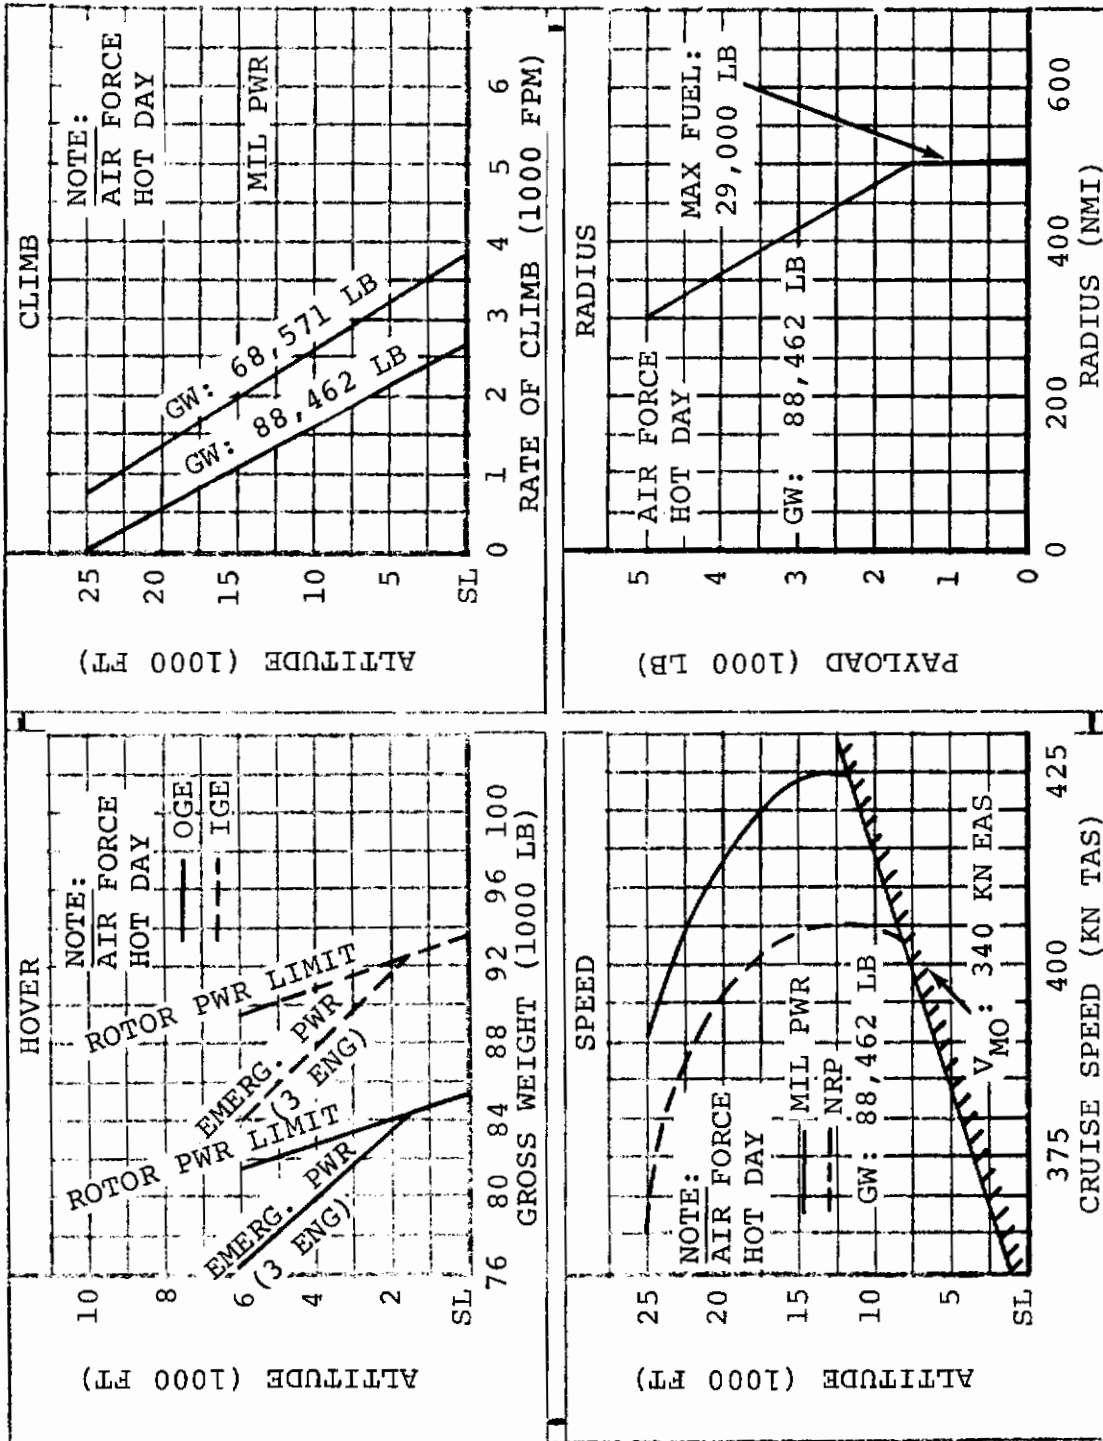 HOVER
NOTE:
AIR FORCE
HOT DAY
OGE
IGE
ROTOR PWR LIMIT
EMERG. PWR
(3 ENG)
ROTOR PWR LIMIT
EMERG. PWR
(3 ENG)
10
8
6
4
2
SL
ALTITUDE (1000 FT)
76 80 84 88 92 96 100
GROSS WEIGHT (1000 LB)
CLIMB
NOTE:
AIR FORCE
HOT DAY
MIL PWR
GW: 68,571 LB
GW: 88,462 LB
25
20
15
10
5
SL
ALTITUDE (1000 FT)
0 1 2 3 4 5 6
RATE OF CLIMB (1000 FPM)
SPEED
NOTE:
AIR FORCE
HOT DAY
MIL PWR
NRP
GW: 88,462 LB
VMO: 340 KN EAS
25
20
15
10
5
SL
ALTITUDE (1000 FT)
375 400 425
CRUISE SPEED (KN TAS)
RADIUS
AIR FORCE
HOT DAY
MAX FUEL:
29,000 LB
GW: 88,462 LB
5
4
3
2
1
0
PAYLOAD (1000 LB)
0 200 400 600
RADIUS (NMI)